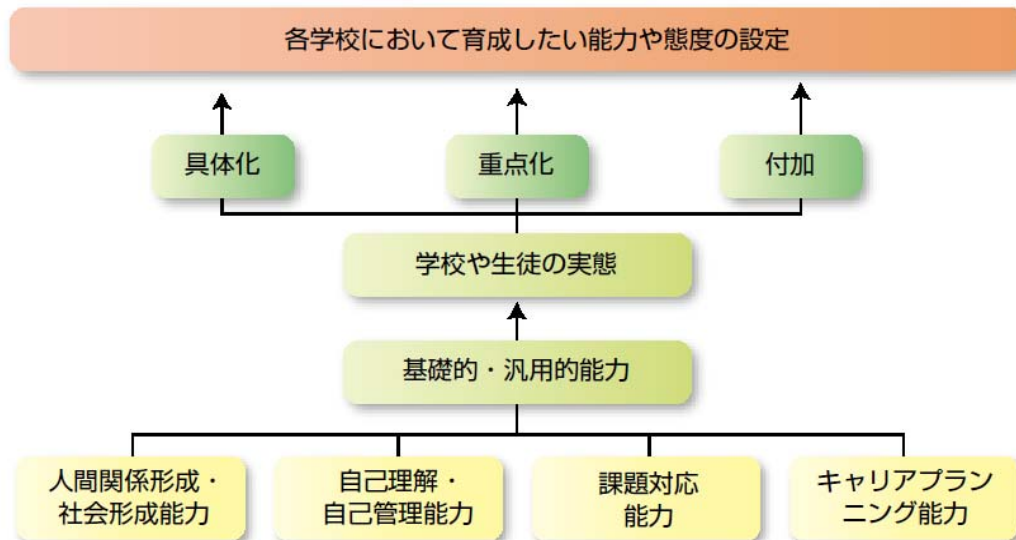 各学校において育成したい能力や態度の設定
具体化
重点化
付加
学校や生徒の実態
基礎的・汎用的能力
人間関係形成・
社会形成能力
自己理解・
自己管理能力
課題対応
能力
キャリアプラン
ニング能力